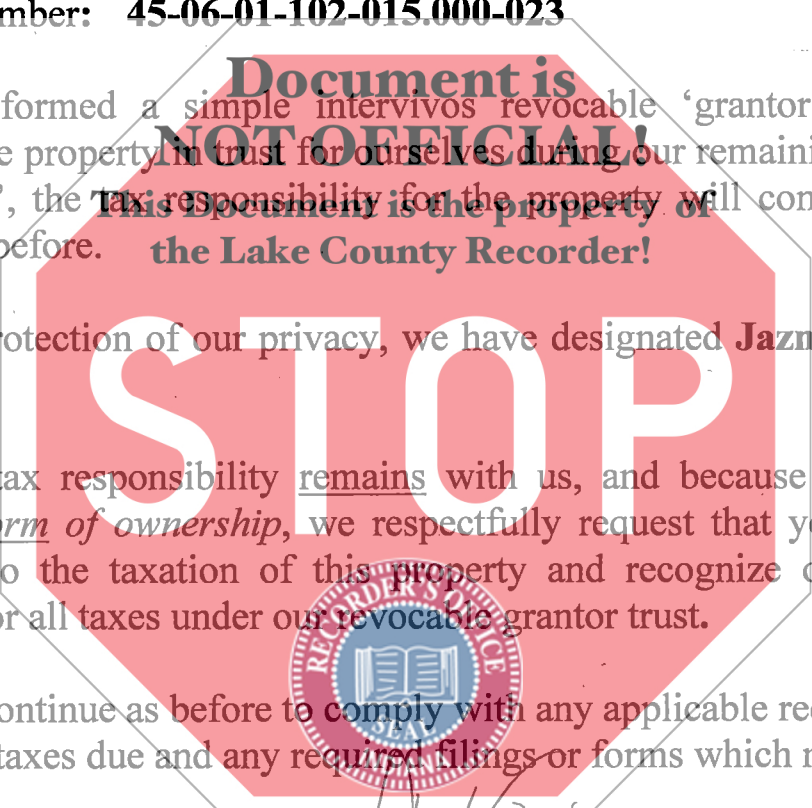 mber: 45-06-01-102-015.000-023
Document is
formed a simple intervivos revocable ‘grantor
NOT OFFICIAL!
e property in trust for ourselves during our remaini
This Document is the property of
’, the tax responsibility for the property will con
before.
the Lake County Recorder!
rotection of our privacy, we have designated Jazm
STOP
tax responsibility remains with us, and because
orm of ownership, we respectfully request that y
o the taxation of this property and recognize
or all taxes under our revocable grantor trust.
RECORDER'S OFFICE
SEAL
INDIANA
ontinue as before to comply with any applicable re
taxes due and any required filings or forms which